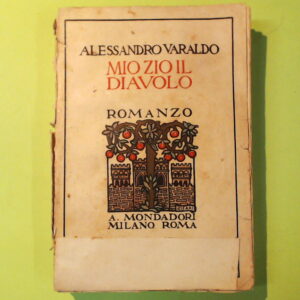 ALESSANDRO VARALDO
MIO ZIO IL
DIAVOLO
ROMANZO
A. MONDADORI
MILANO ROMA